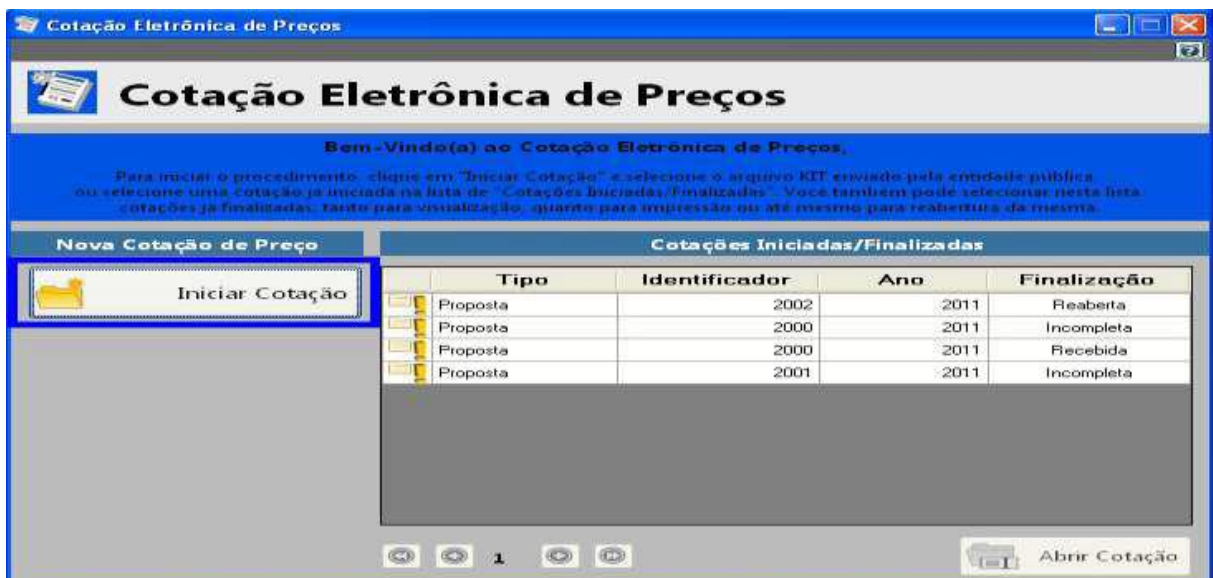 Cotação Eletrônica de Preços
Cotação Eletrônica de Preços
Bem-Vindo(a) ao Cotação Eletrônica de Preços,
Para iniciar o procedimento, clique em "Iniciar Cotação" e selecione o arquivo KIT enviado pela entidade pública
ou selecione uma cotação já iniciada na lista de "Cotações Iniciadas/Finalizadas". Você também pode selecionar nesta lista
cotações já finalizadas, tanto para visualização, quanto para impressão ou até mesmo para reabertura da mesma.
Nova Cotação de Preço
Cotações Iniciadas/Finalizadas
Iniciar Cotação
Tipo Identificador Ano Finalização
Proposta 2002 2011 Reaberta
Proposta 2000 2011 Incompleta
Proposta 2000 2011 Recebida
Proposta 2001 2011 Incompleta
1
Abrir Cotação